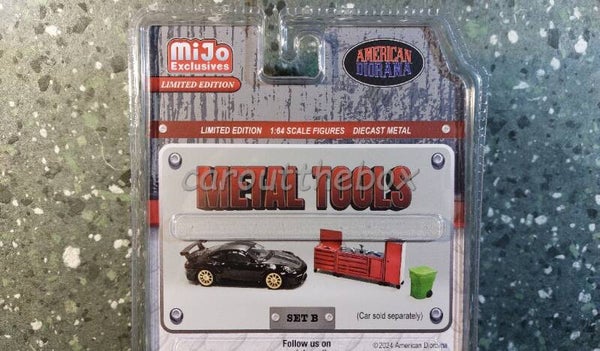 MiJo
Exclusives
LIMITED EDITION
AMERICAN
DIORAMA
LIMITED EDITION 1:64 SCALE FIGURES DIECAST METAL
METAL TOOLS
caroutthebox
SET B
(Car sold separately)
Follow us on
©2024 American Diorama